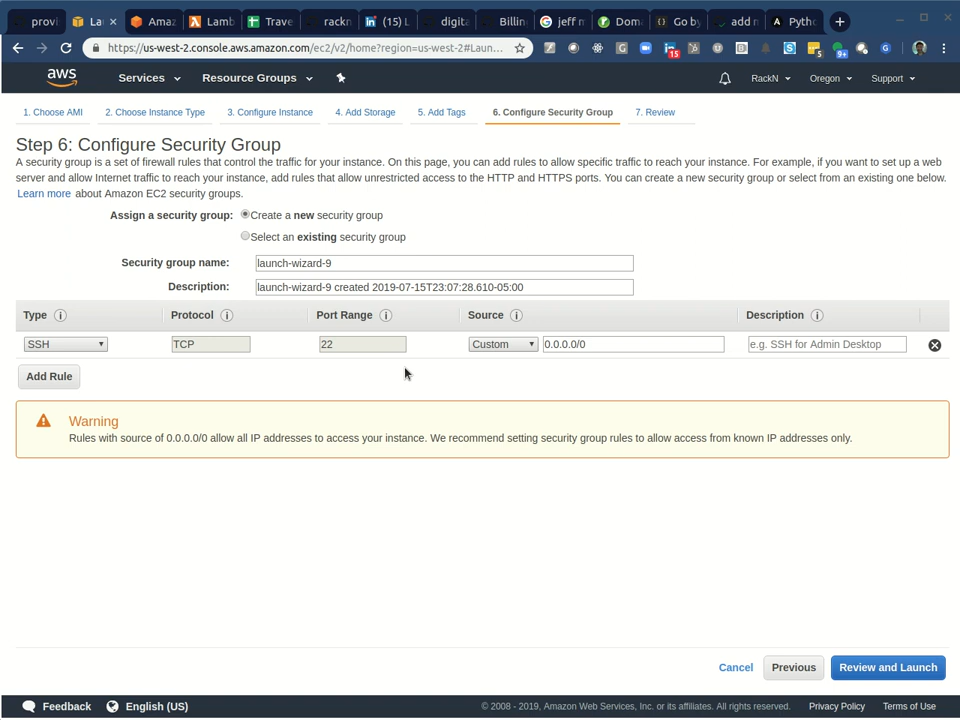 provi
La
Amaz
Lamb
Trave
rackn
(15) L
digita
Billin
jeff m
Dom
Go by
add n
Pytho
https://us-west-2.console.aws.amazon.com/ec2/v2/home?region=us-west-2#Laun...
aws Services Resource Groups RackN Oregon Support
1. Choose AMI 2. Choose Instance Type 3. Configure Instance 4. Add Storage 5. Add Tags 6. Configure Security Group 7. Review
Step 6: Configure Security Group
A security group is a set of firewall rules that control the traffic for your instance. On this page, you can add rules to allow specific traffic to reach your instance. For example, if you want to set up a web
server and allow Internet traffic to reach your instance, add rules that allow unrestricted access to the HTTP and HTTPS ports. You can create a new security group or select from an existing one below.
Learn more about Amazon EC2 security groups.
Assign a security group: Create a new security group
Select an existing security group
Security group name: launch-wizard-9
Description: launch-wizard-9 created 2019-07-15T23:07:28.610-05:00
Type Protocol Port Range Source Description
SSH TCP 22 Custom 0.0.0.0/0 e.g. SSH for Admin Desktop
Add Rule
Warning
Rules with source of 0.0.0.0/0 allow all IP addresses to access your instance. We recommend setting security group rules to allow access from known IP addresses only.
Cancel Previous Review and Launch
Feedback English (US) © 2008 - 2019, Amazon Web Services, Inc. or its affiliates. All rights reserved. Privacy Policy Terms of Use